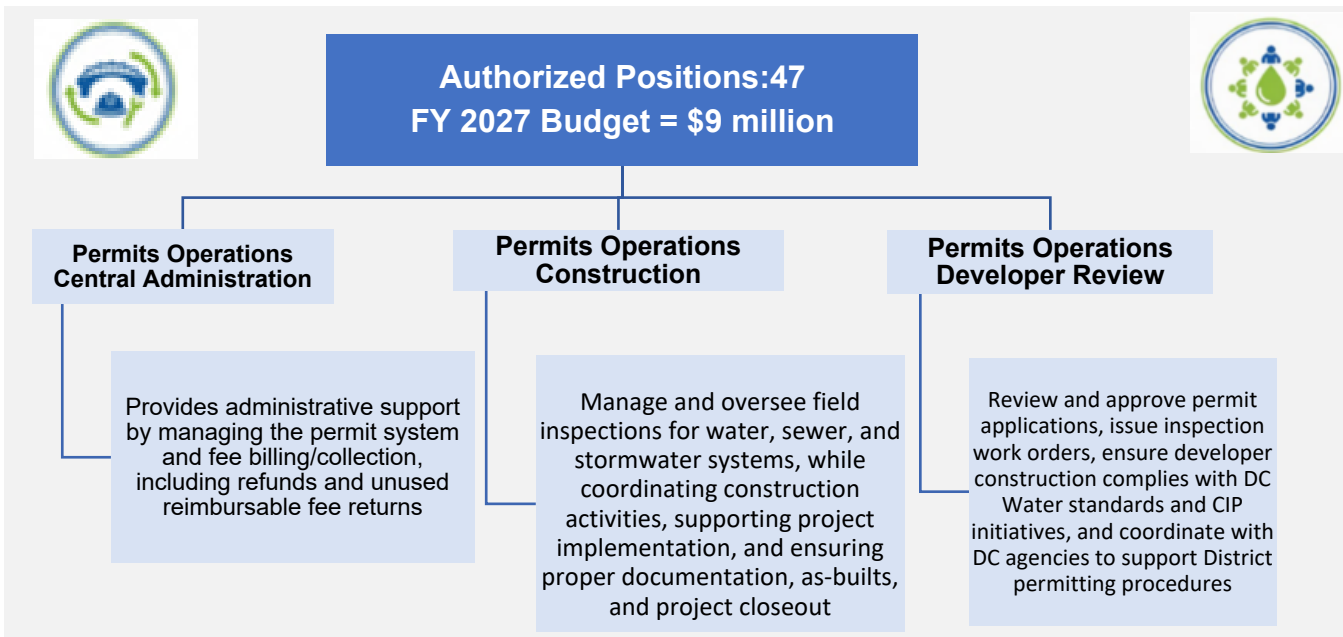 Authorized Positions:47
FY 2027 Budget = $9 million
Permits Operations
Central Administration
Provides administrative support
by managing the permit system
and fee billing/collection,
including refunds and unused
reimbursable fee returns
Permits Operations
Construction
Manage and oversee field
inspections for water, sewer, and
stormwater systems, while
coordinating construction
activities, supporting project
implementation, and ensuring
proper documentation, as-builts,
and project closeout
Permits Operations
Developer Review
Review and approve permit
applications, issue inspection
work orders, ensure developer
construction complies with DC
Water standards and CIP
initiatives, and coordinate with
DC agencies to support District
permitting procedures